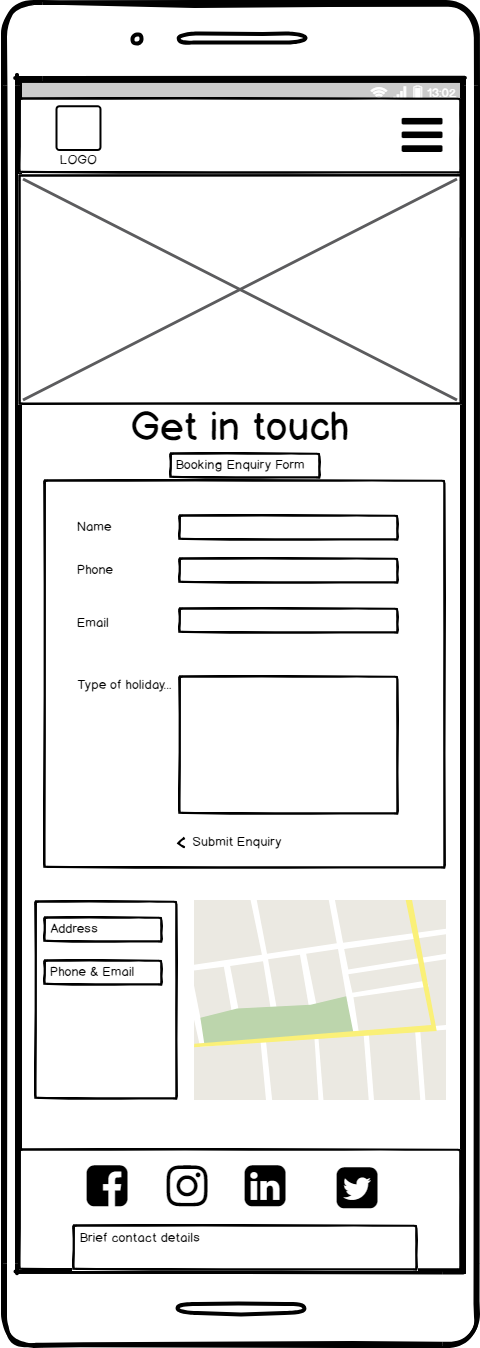 13:02
LOGO
Get in touch
Booking Enquiry Form
Name
Phone
Email
Type of holiday...
< Submit Enquiry
Address
Phone & Email
Brief contact details